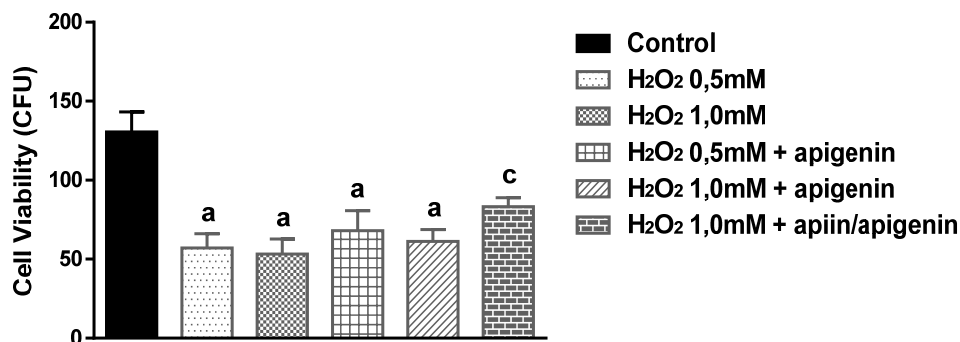 200
150
100
50
0
Cell Viability (CFU)
a
a
a
a
c
Control
H2O2 0,5mM
H2O2 1,0mM
H2O2 0,5mM + apigenin
H2O2 1,0mM + apigenin
H2O2 1,0mM + apiin/apigenin